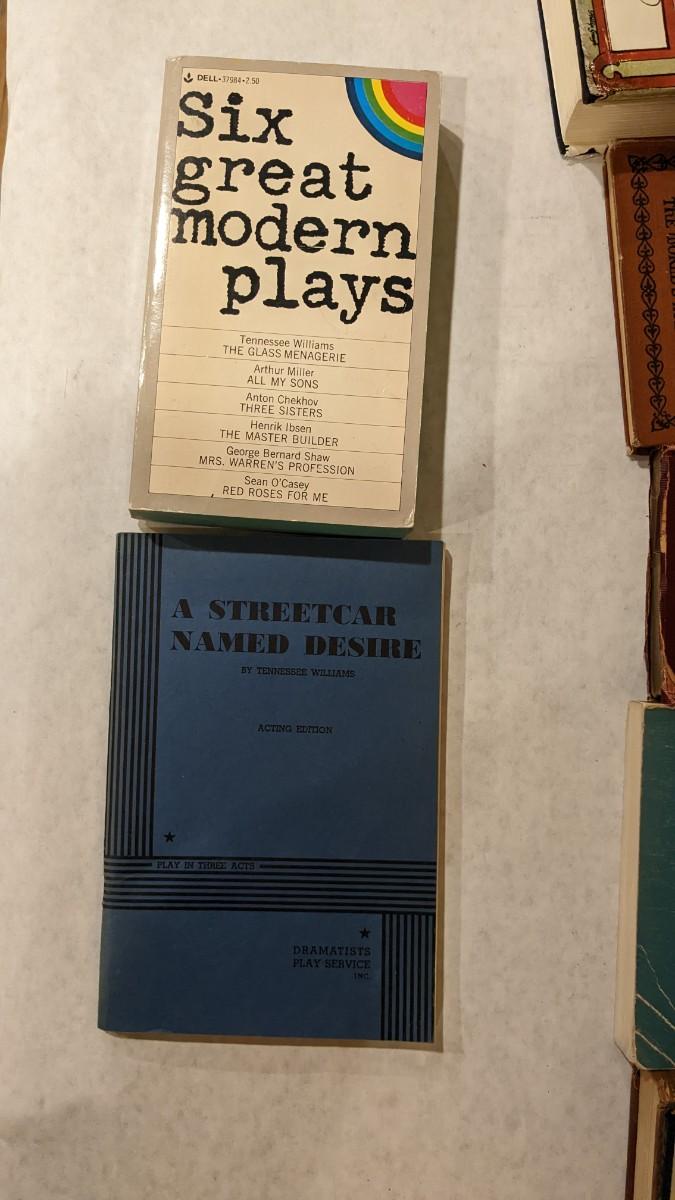 DELL•37984•2.50
Six
great
modern
plays
Tennessee Williams
THE GLASS MENAGERIE
Arthur Miller
ALL MY SONS
Anton Chekhov
THREE SISTERS
Henrik Ibsen
THE MASTER BUILDER
George Bernard Shaw
MRS. WARREN'S PROFESSION
Sean O'Casey
RED ROSES FOR ME
A STREETCAR
NAMED DESIRE
BY TENNESSEE WILLIAMS
ACTING EDITION
PLAY IN THREE ACTS
DRAMATISTS
PLAY SERVICE
INC.
THE